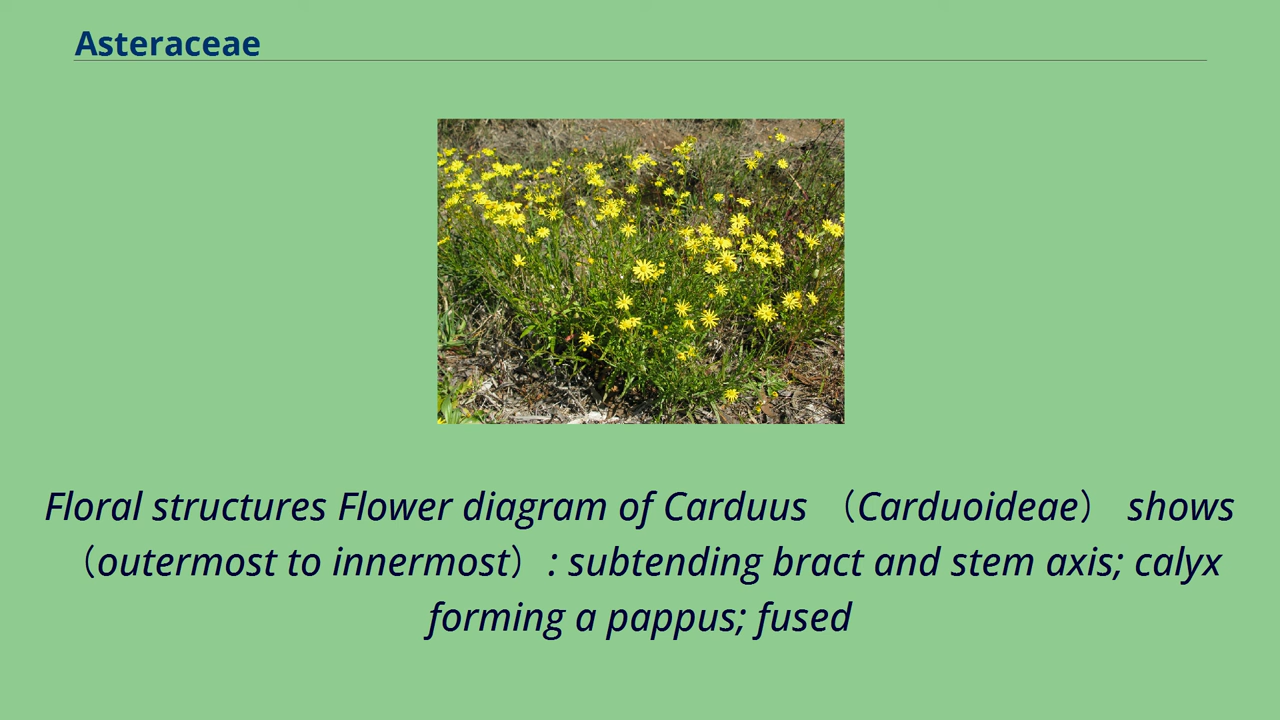 Asteraceae
Floral structures Flower diagram of Carduus （Carduoideae） shows
（outermost to innermost）: subtending bract and stem axis; calyx
forming a pappus; fused